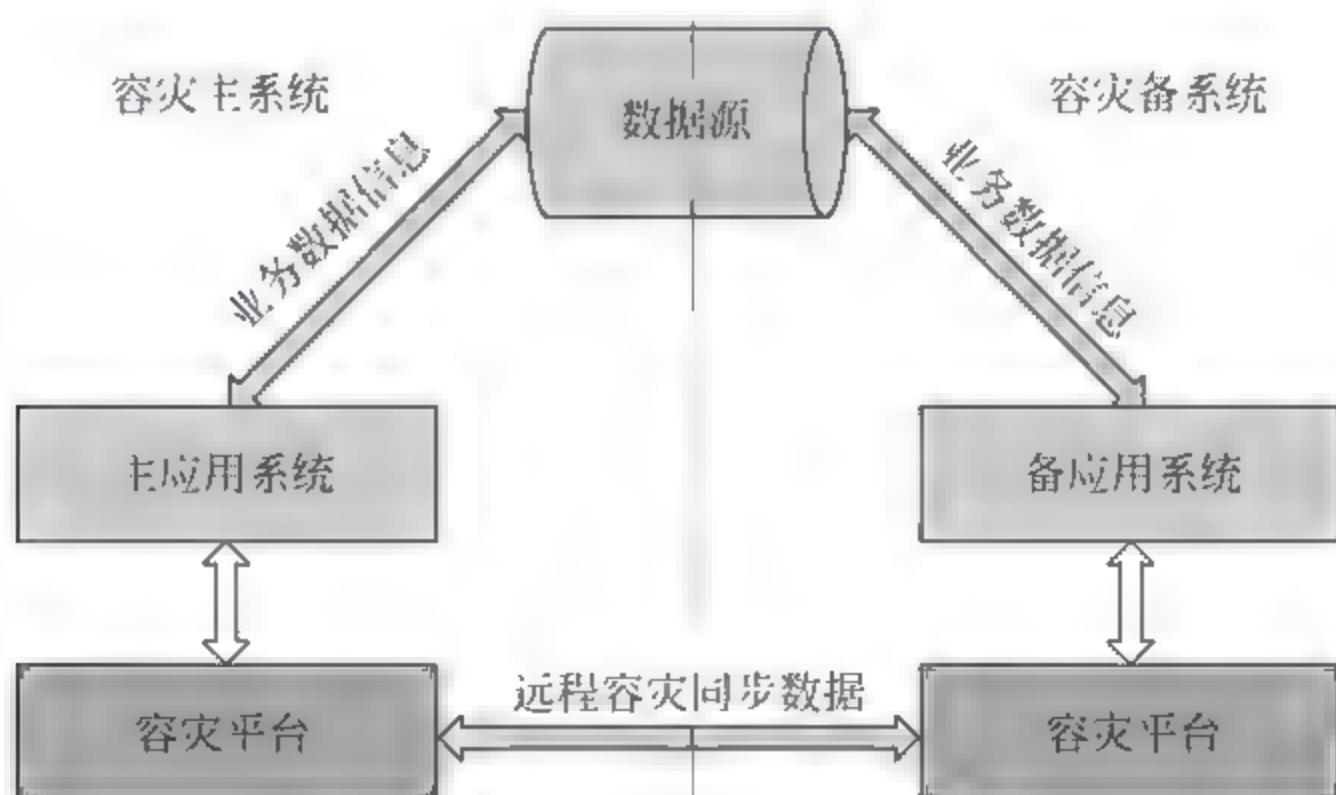 容灾主系统
数据源
容灾备系统
业务数据信息
业务数据信息
主应用系统
备应用系统
远程容灾同步数据
容灾平台
容灾平台